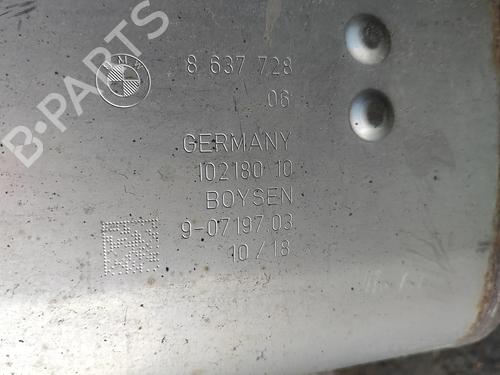 B-PARTS
BMW
8 637 728
06
GERMANY
102180 10
BOYSEN
9-07197.03
10/18